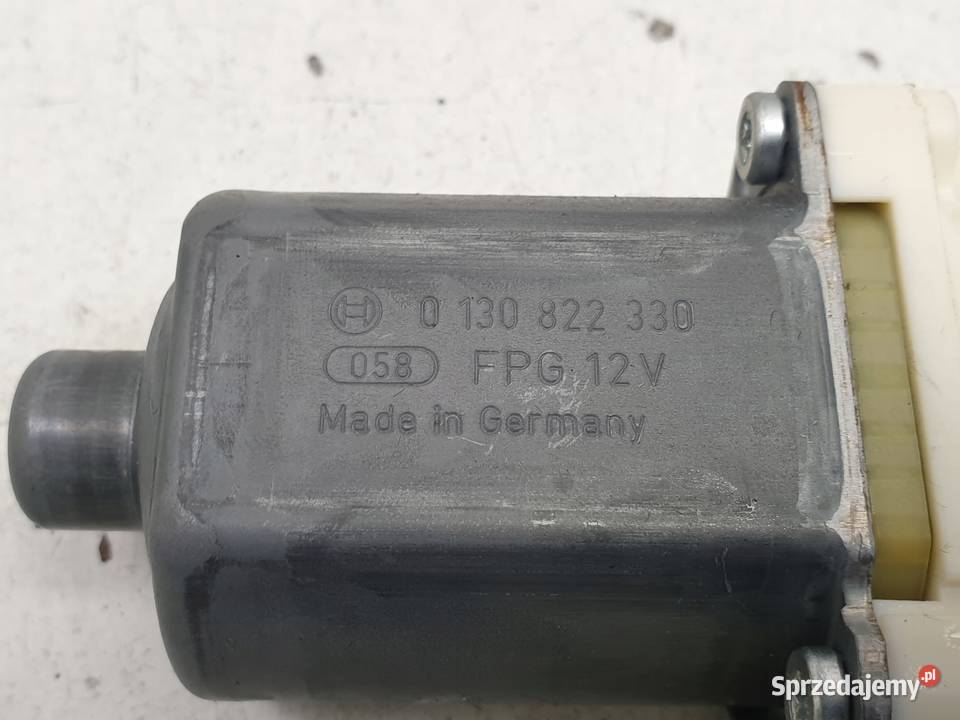 0 130 822 330
058 FPG 12V
Made in Germany
Sprzedajemy.pl